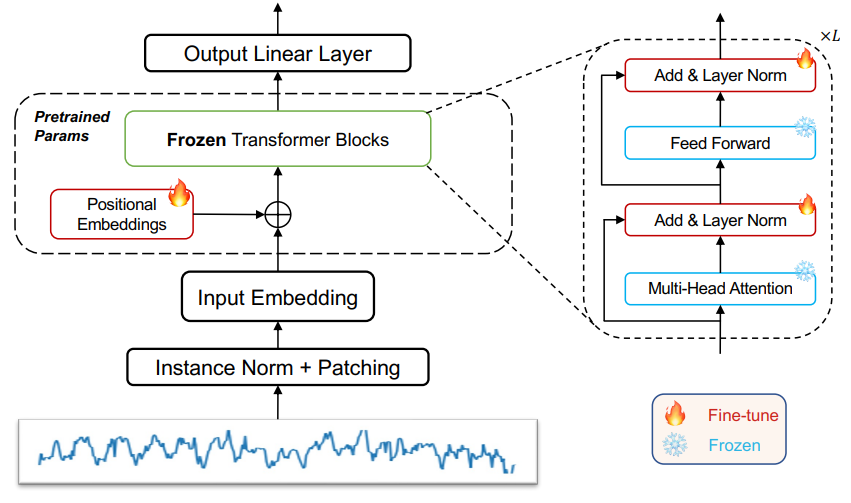 Output Linear Layer
Pretrained
Params
Frozen Transformer Blocks
Positional
Embeddings
Input Embedding
Instance Norm + Patching
×L
Add & Layer Norm
Feed Forward
Add & Layer Norm
Multi-Head Attention
Fine-tune
Frozen